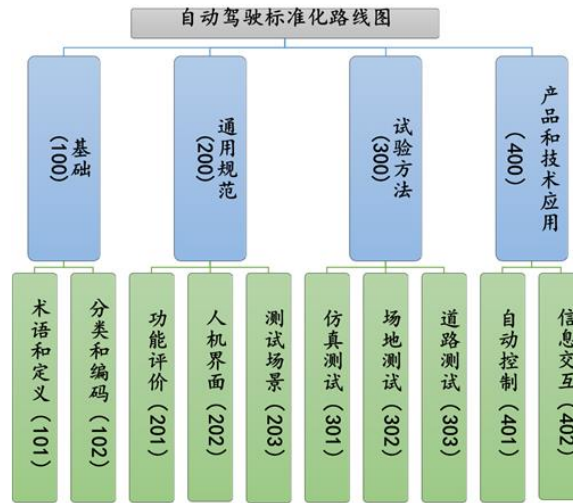 自动驾驶标准化路线图
基础
(100)
通用规范
(200)
试验方法
(300)
产品和技术应用
(400)
术语和定义(101)
分类和编码(102)
功能评价(201)
人机界面(202)
测试场景(203)
仿真测试(301)
场地测试(302)
道路测试(303)
自动控制(401)
信息交互(402)